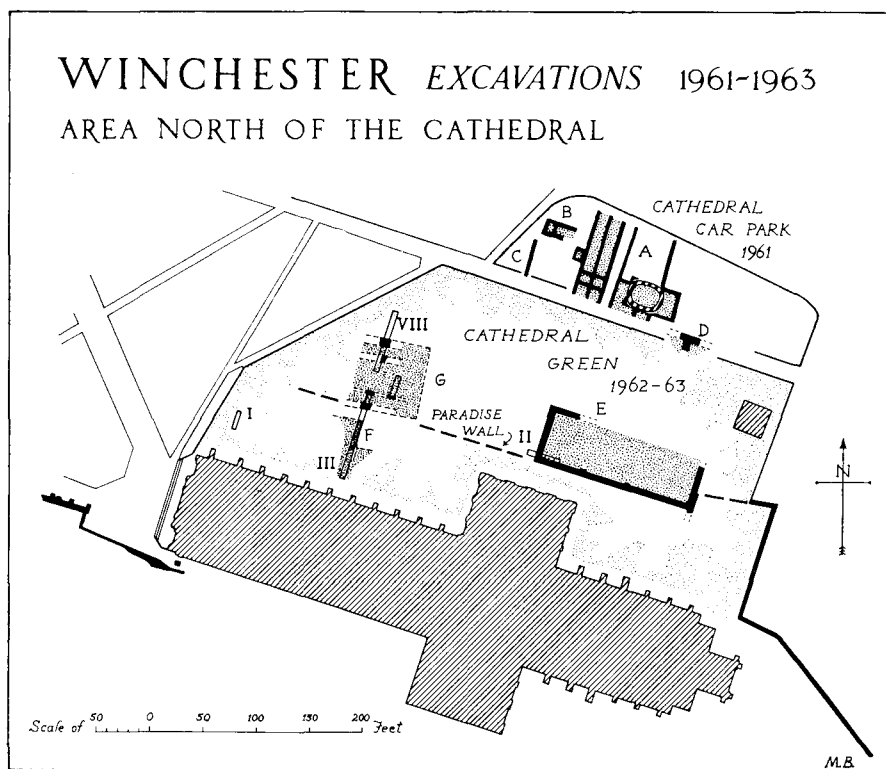 WINCHESTER EXCAVATIONS 1961-1963
AREA NORTH OF THE CATHEDRAL
CATHEDRAL
CAR PARK
1961
B
A
C
D
VIII
CATHEDRAL
GREEN
1962-63
G
E
I
PARADISE
WALL
II
F
III
N
Scale of 50 0 50 100 150 200 Feet
M.B.